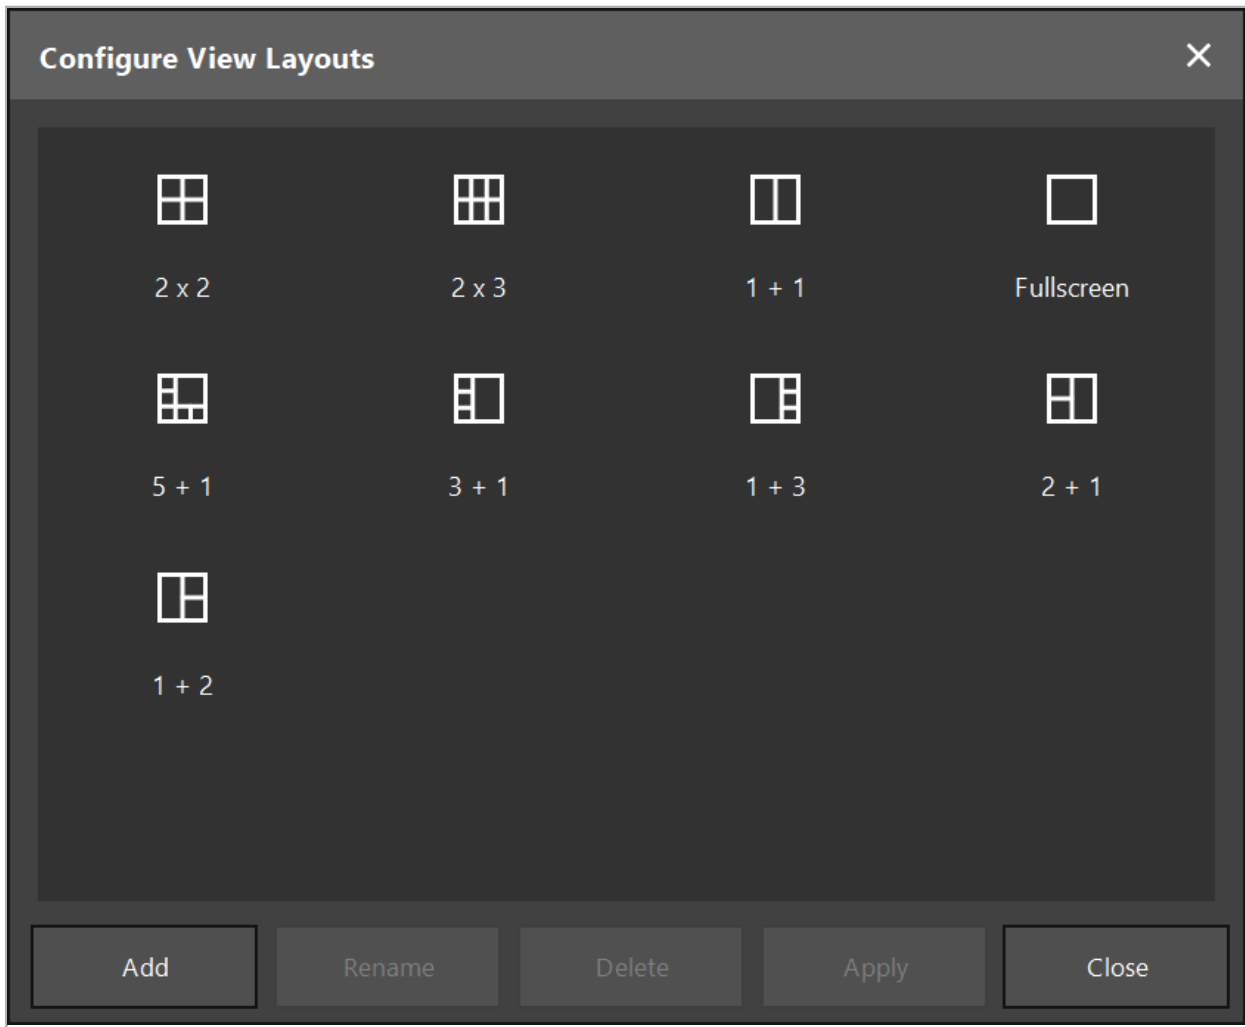 Configure View Layouts
2 x 2
2 x 3
1 + 1
Fullscreen
5 + 1
3 + 1
1 + 3
2 + 1
1 + 2
Add
Rename
Delete
Apply
Close